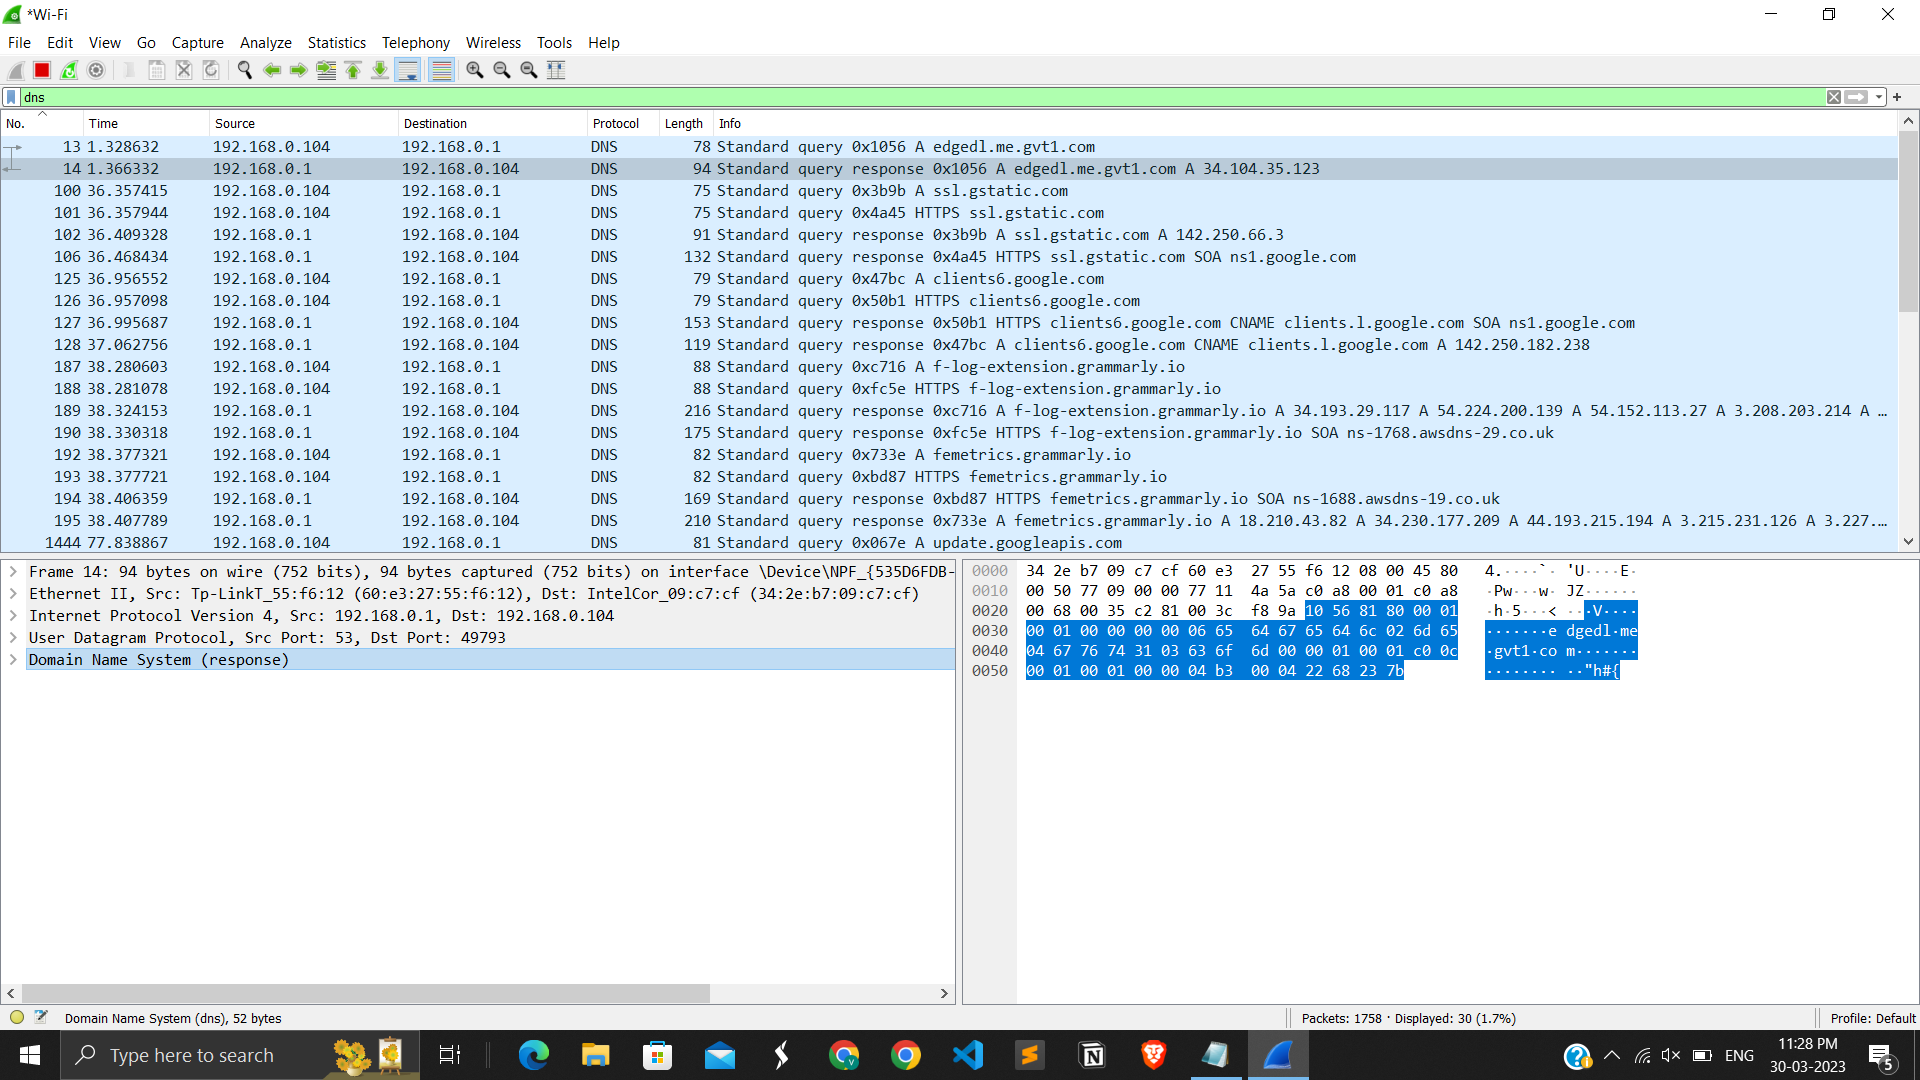 *Wi-Fi
File Edit View Go Capture Analyze Statistics Telephony Wireless Tools Help
dns
No. Time Source Destination Protocol Length Info
13 1.328632 192.168.0.104 192.168.0.1 DNS 78 Standard query 0x1056 A edgedl.me.gvt1.com
14 1.366332 192.168.0.1 192.168.0.104 DNS 94 Standard query response 0x1056 A edgedl.me.gvt1.com A 34.104.35.123
100 36.357415 192.168.0.104 192.168.0.1 DNS 75 Standard query 0x3b9b A ssl.gstatic.com
101 36.357944 192.168.0.104 192.168.0.1 DNS 75 Standard query 0x4a45 HTTPS ssl.gstatic.com
102 36.409328 192.168.0.1 192.168.0.104 DNS 91 Standard query response 0x3b9b A ssl.gstatic.com A 142.250.66.3
106 36.468434 192.168.0.1 192.168.0.104 DNS 132 Standard query response 0x4a45 HTTPS ssl.gstatic.com SOA ns1.google.com
125 36.956552 192.168.0.104 192.168.0.1 DNS 79 Standard query 0x47bc A clients6.google.com
126 36.957098 192.168.0.104 192.168.0.1 DNS 79 Standard query 0x50b1 HTTPS clients6.google.com
127 36.995687 192.168.0.1 192.168.0.104 DNS 153 Standard query response 0x50b1 HTTPS clients6.google.com CNAME clients.l.google.com SOA ns1.google.com
128 37.062756 192.168.0.1 192.168.0.104 DNS 119 Standard query response 0x47bc A clients6.google.com CNAME clients.l.google.com A 142.250.182.238
187 38.280603 192.168.0.104 192.168.0.1 DNS 88 Standard query 0xc716 A f-log-extension.grammarly.io
188 38.281078 192.168.0.104 192.168.0.1 DNS 88 Standard query 0xfc5e HTTPS f-log-extension.grammarly.io
189 38.324153 192.168.0.1 192.168.0.104 DNS 216 Standard query response 0xc716 A f-log-extension.grammarly.io A 34.193.29.117 A 54.224.200.139 A 54.152.113.27 A 3.208.203.214 A …
190 38.330318 192.168.0.1 192.168.0.104 DNS 175 Standard query response 0xfc5e HTTPS f-log-extension.grammarly.io SOA ns-1768.awsdns-29.co.uk
192 38.377321 192.168.0.104 192.168.0.1 DNS 82 Standard query 0x733e A femetrics.grammarly.io
193 38.377721 192.168.0.104 192.168.0.1 DNS 82 Standard query 0xbd87 HTTPS femetrics.grammarly.io
194 38.406359 192.168.0.1 192.168.0.104 DNS 169 Standard query response 0xbd87 HTTPS femetrics.grammarly.io SOA ns-1688.awsdns-19.co.uk
195 38.407789 192.168.0.1 192.168.0.104 DNS 210 Standard query response 0x733e A femetrics.grammarly.io A 18.210.43.82 A 34.230.177.209 A 44.193.215.194 A 3.215.231.126 A 3.227.…
1444 77.838867 192.168.0.104 192.168.0.1 DNS 81 Standard query 0x067e A update.googleapis.com
Frame 14: 94 bytes on wire (752 bits), 94 bytes captured (752 bits) on interface \Device\NPF_{535D6FDB-
Ethernet II, Src: Tp-LinkT_55:f6:12 (60:e3:27:55:f6:12), Dst: IntelCor_09:c7:cf (34:2e:b7:09:c7:cf)
Internet Protocol Version 4, Src: 192.168.0.1, Dst: 192.168.0.104
User Datagram Protocol, Src Port: 53, Dst Port: 49793
Domain Name System (response)
0000 34 2e b7 09 c7 cf 60 e3 27 55 f6 12 08 00 45 80 4.····`· 'U····E·
0010 00 50 77 09 00 00 77 11 4a 5a c0 a8 00 01 c0 a8 ·Pw···w· JZ······
0020 00 68 00 35 c2 81 00 3c f8 9a 10 56 81 80 00 01 ·h·5···< ···V····
0030 00 01 00 00 00 00 06 65 64 67 65 64 6c 02 6d 65 ·······e dgedl·me
0040 04 67 76 74 31 03 63 6f 6d 00 00 01 00 01 c0 0c ·gvt1·co m·······
0050 00 01 00 01 00 00 04 b3 00 04 22 68 23 7b ········ ··"h#{
Domain Name System (dns), 52 bytes
Packets: 1758 · Displayed: 30 (1.7%)
Profile: Default
Type here to search
ENG
11:28 PM
30-03-2023
5